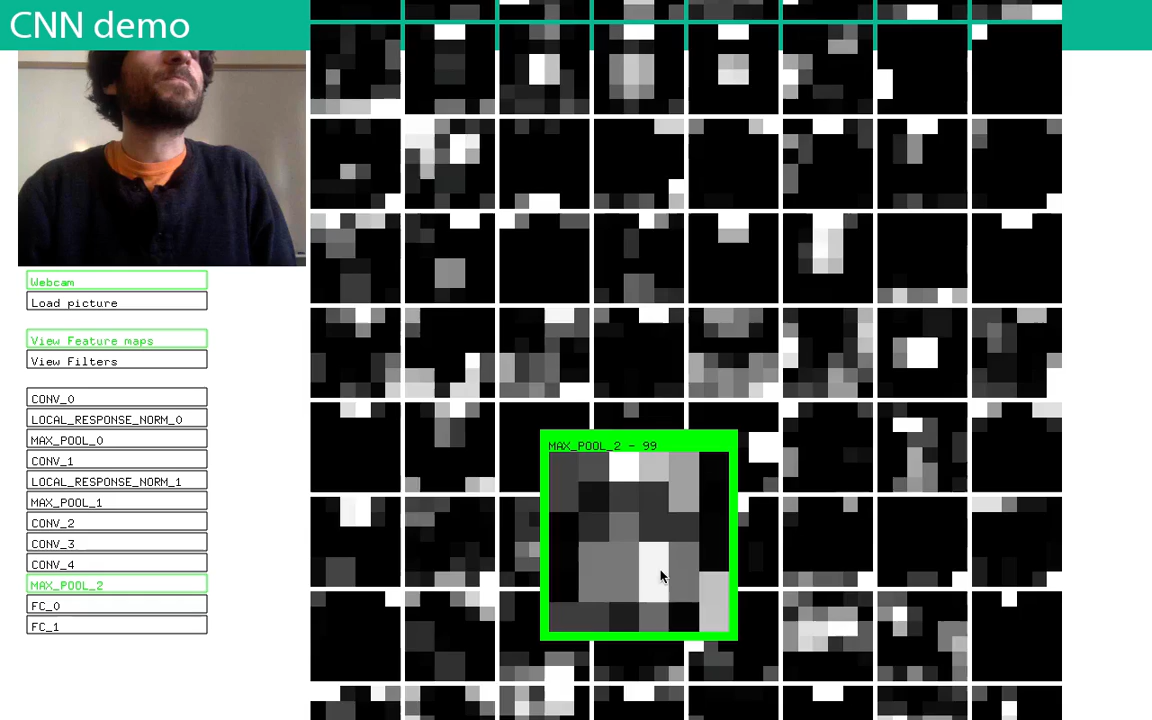 CNN demo
Webcam
Load picture
View Feature maps
View Filters
CONV_0
LOCAL_RESPONSE_NORM_0
MAX_POOL_0
CONV_1
LOCAL_RESPONSE_NORM_1
MAX_POOL_1
CONV_2
CONV_3
CONV_4
MAX_POOL_2
FC_0
FC_1
MAX_POOL_2 - 99